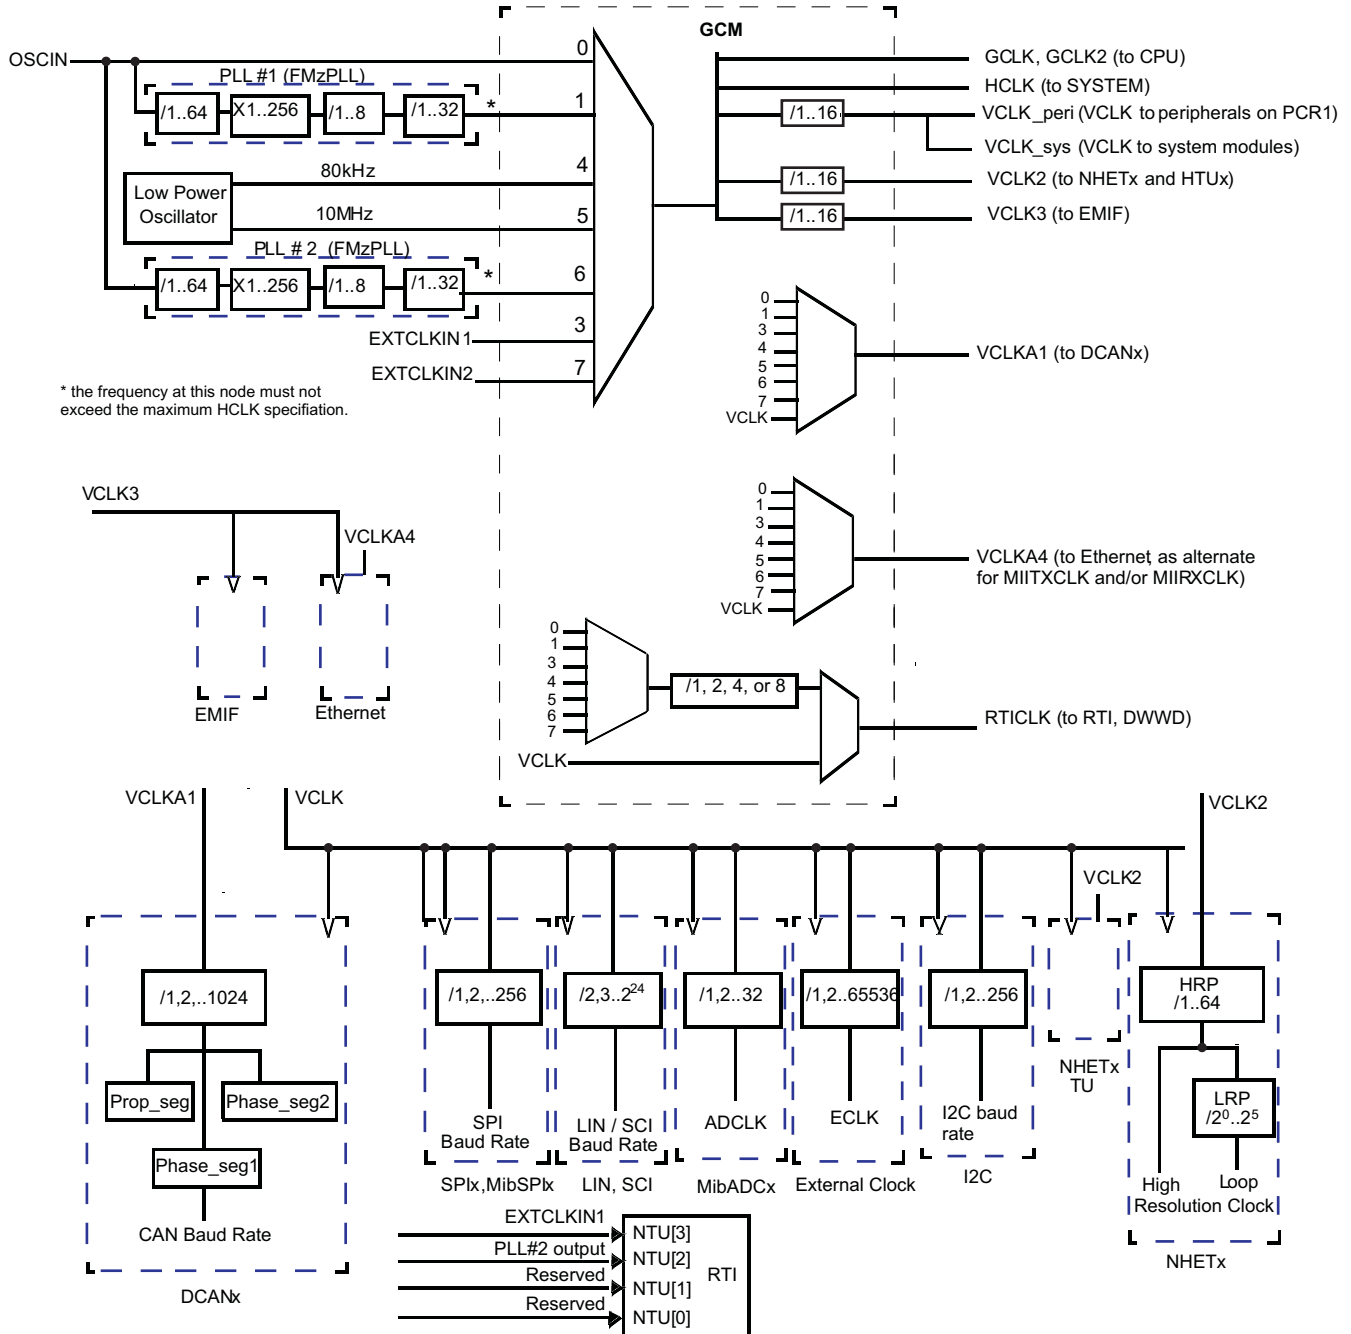 GCM
OSCIN
0
GCLK, GCLK2 (to CPU)
PLL #1 (FMzPLL)
HCLK (to SYSTEM)
/1..64
X1..256
/1..8
/1..32
*
1
/1..16
VCLK_peri (VCLK to peripherals on PCR1)
VCLK_sys (VCLK to system modules)
Low Power
Oscillator
80kHz
4
/1..16
VCLK2 (to NHETx and HTUx)
10MHz
5
/1..16
VCLK3 (to EMIF)
PLL # 2 (FMzPLL)
/1..64
X1..256
/1..8
/1..32
*
6
EXTCLKIN1
3
EXTCLKIN2
7
* the frequency at this node must not
exceed the maximum HCLK specifiation.
0
1
3
4
5
6
7
VCLK
VCLKA1 (to DCANx)
0
1
3
4
5
6
7
VCLK
VCLKA4 (to Ethernet, as alternate
for MIITXCLK and/or MIIRXCLK)
VCLK3
VCLKA4
EMIF
Ethernet
0
1
3
4
5
6
7
/1, 2, 4, or 8
VCLK
RTICLK (to RTI, DWWD)
VCLKA1
VCLK
VCLK2
VCLK2
/1,2,..1024
Prop_seg
Phase_seg2
Phase_seg1
CAN Baud Rate
DCANx
/1,2,..256
SPI
Baud Rate
SPIx,MibSPIx
/2,3..2²⁴
LIN / SCI
Baud Rate
LIN, SCI
/1,2..32
ADCLK
MibADCx
/1,2..65536
ECLK
External Clock
/1,2..256
I2C baud
rate
I2C
NHETx
TU
HRP
/1..64
LRP
/2⁰..2⁵
High
Loop
Resolution Clock
NHETx
EXTCLKIN1
NTU[3]
PLL#2 output
NTU[2]
RTI
Reserved
NTU[1]
Reserved
NTU[0]